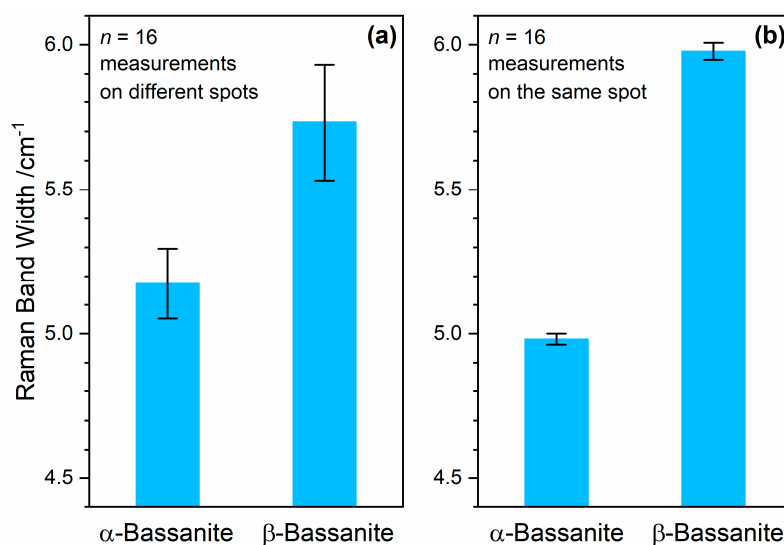 Raman Band Width /cm⁻¹
6.0
5.5
5.0
4.5
n = 16
measurements
on different spots
(a)
α-Bassanite
β-Bassanite
6.0
5.5
5.0
4.5
n = 16
measurements
on the same spot
(b)
α-Bassanite
β-Bassanite